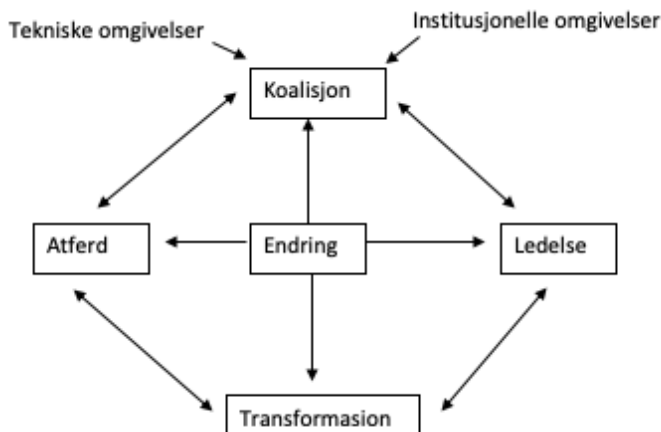 Tekniske omgivelser
Institusjonelle omgivelser
Koalisjon
Atferd
Endring
Ledelse
Transformasion